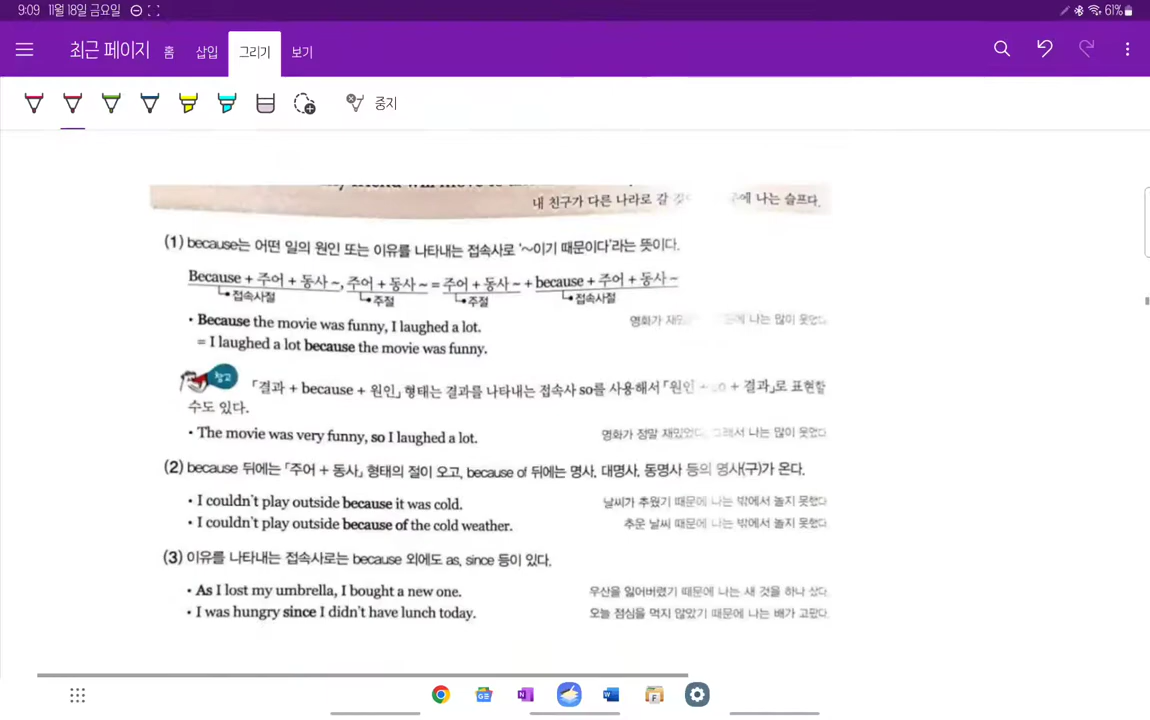 9:09 11월 18일 금요일
61%
최근 페이지 홈 삽입 그리기 보기
중지
내 친구가 다른 나라로 갈 나는 슬프다.
(1) because는 어떤 일의 원인 또는 이유를 나타내는 접속사로 '~이기 때문이다'라는 뜻이다.
Because + 주어 + 동사 ~, 주어 + 동사 ~ = 주어 + 동사 ~ + because + 주어 + 동사 ~
접속사절 주절 주절 접속사절
• Because the movie was funny, I laughed a lot. 영화가 나는 많이 웃었다.
= I laughed a lot because the movie was funny.
참고 「결과 + because + 원인」 형태는 결과를 나타내는 접속사 so를 사용해서 「원인 + so + 결과」로 표현할
수도 있다.
• The movie was very funny, so I laughed a lot. 영화가 정말 재밌었다. 그래서 나는 많이 웃었다.
(2) because 뒤에는 「주어 + 동사」 형태의 절이 오고, because of 뒤에는 명사, 대명사, 동명사 등의 명사(구)가 온다.
• I couldn't play outside because it was cold. 날씨가 추웠기 때문에 나는 밖에서 놀지 못했다.
• I couldn't play outside because of the cold weather. 추운 날씨 때문에 나는 밖에서 놀지 못했다.
(3) 이유를 나타내는 접속사로는 because 외에도 as, since 등이 있다.
• As I lost my umbrella, I bought a new one. 우산을 잃어버렸기 때문에 나는 새 것을 하나 샀다.
• I was hungry since I didn't have lunch today. 오늘 점심을 먹지 않았기 때문에 나는 배가 고팠다.